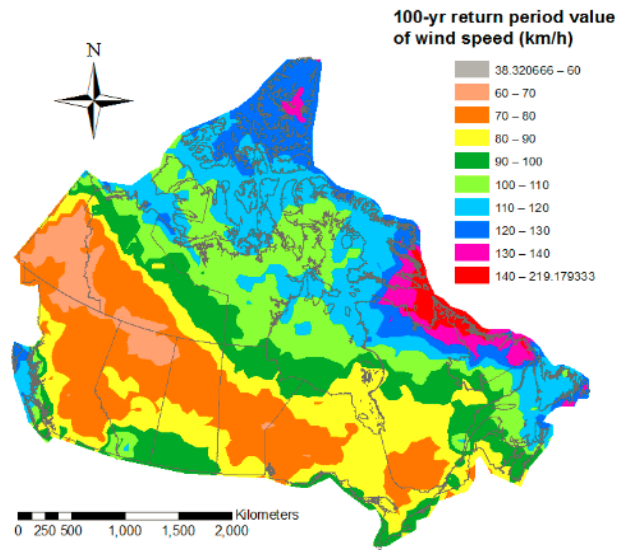 100-yr return period value
of wind speed (km/h)
N
38.320666 – 60
60 – 70
70 – 80
80 – 90
90 – 100
100 – 110
110 – 120
120 – 130
130 – 140
140 – 219.179333
Kilometers
0 250 500 1,000 1,500 2,000